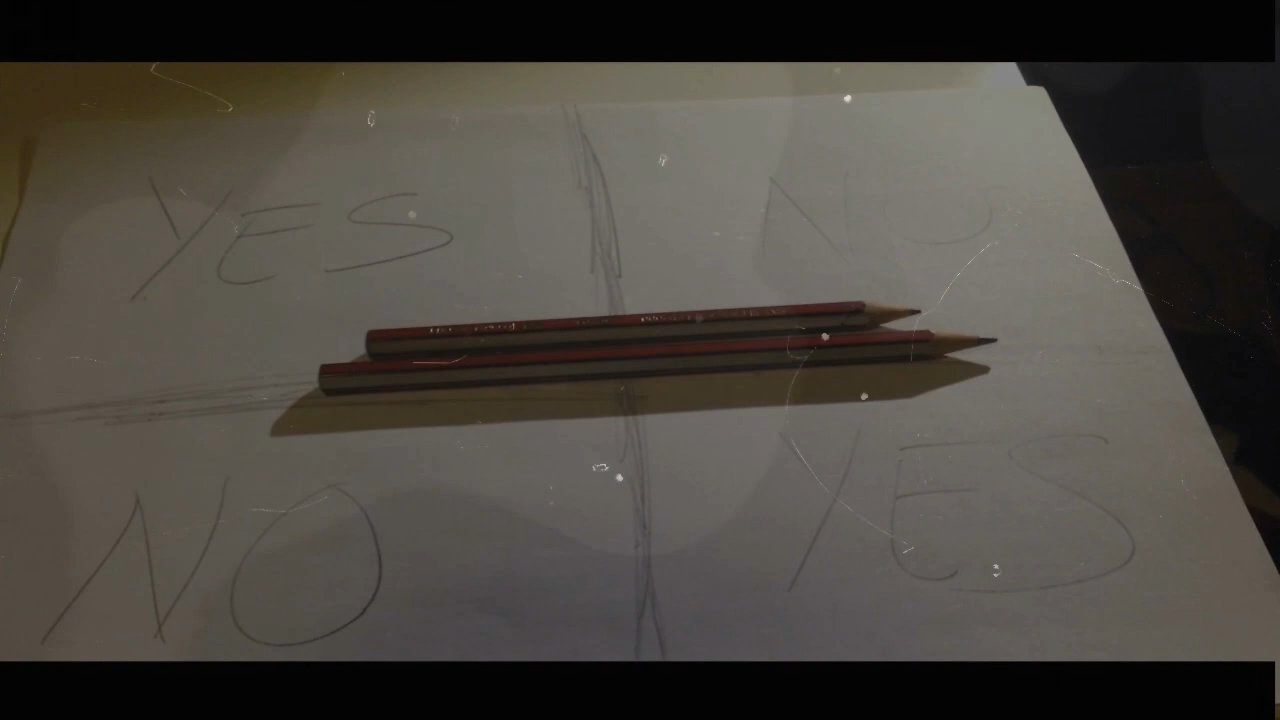 YES NO
NO YES